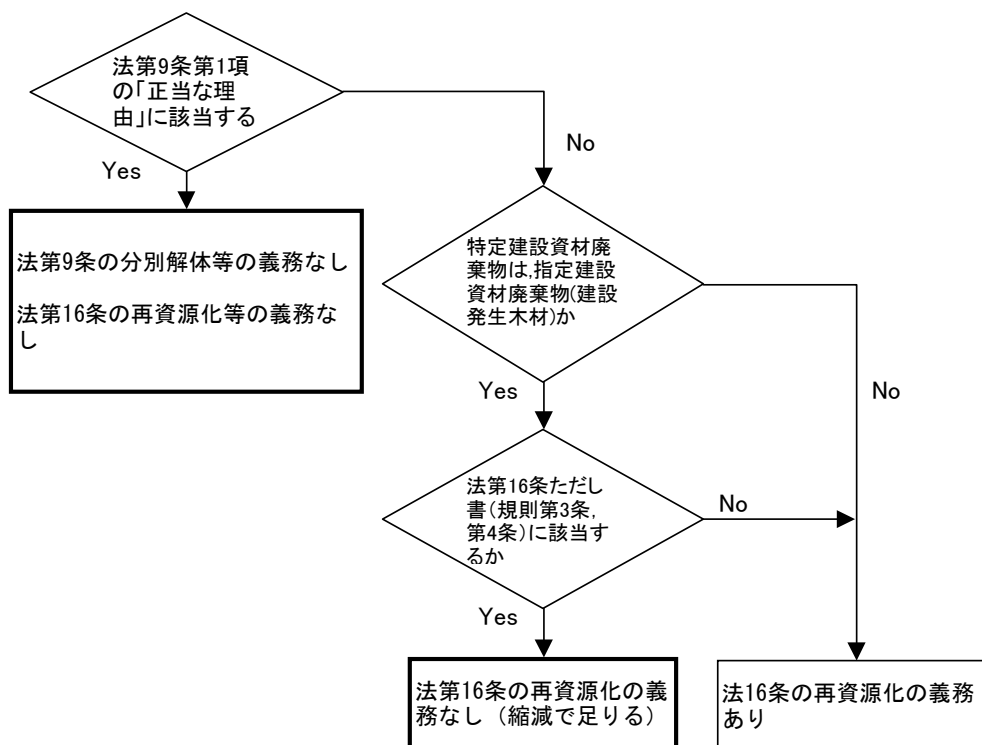 法第9条第1項
の「正当な理
由」に該当する
Yes
No
法第9条の分別解体等の義務なし
法第16条の再資源化等の義務な
し
特定建設資材廃
棄物は,指定建設
資材廃棄物(建設
発生木材)か
Yes
No
法第16条ただし
書(規則第3条,
第4条)に該当す
るか
No
Yes
法第16条の再資源化の義
務なし（縮減で足りる）
法16条の再資源化の義務
あり